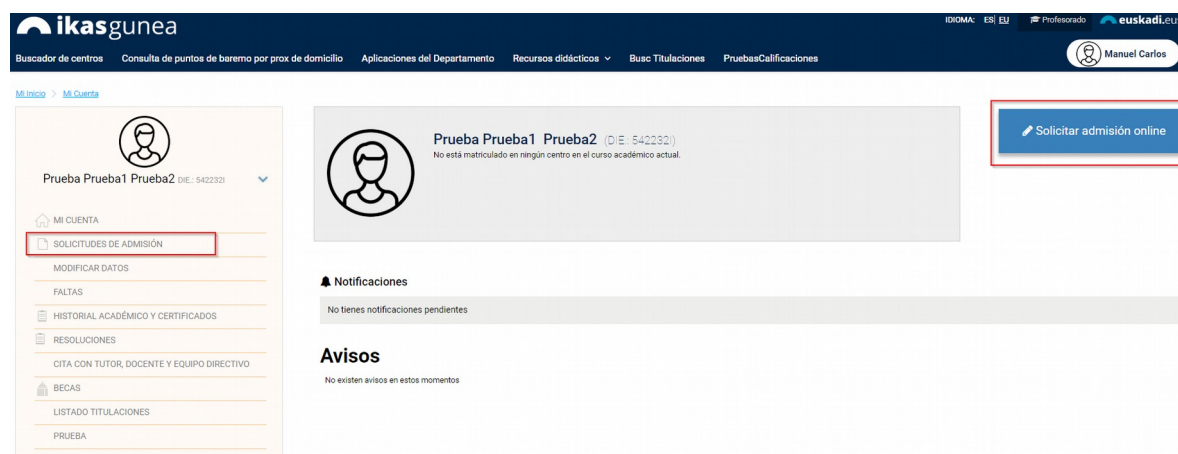 ikasgunea
IDIOMA: ES| EU Profesorado euskadi.eu
Buscador de centros Consulta de puntos de baremo por prox de domicilio Aplicaciones del Departamento Recursos didácticos Busc Titulaciones PruebasCalificaciones
Manuel Carlos
Mi Inicio > Mi Cuenta
Prueba Prueba1 Prueba2 DIE.: 542232I
MI CUENTA
SOLICITUDES DE ADMISIÓN
MODIFICAR DATOS
FALTAS
HISTORIAL ACADÉMICO Y CERTIFICADOS
RESOLUCIONES
CITA CON TUTOR, DOCENTE Y EQUIPO DIRECTIVO
BECAS
LISTADO TITULACIONES
PRUEBA
Prueba Prueba1 Prueba2 (DIE.: 542232I)
No está matriculado en ningún centro en el curso académico actual.
Solicitar admisión online
Notificaciones
No tienes notificaciones pendientes
Avisos
No existen avisos en estos momentos